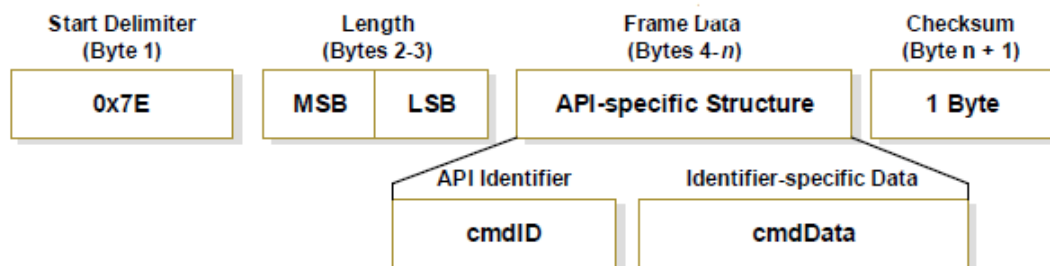 Start Delimiter
(Byte 1)
Length
(Bytes 2-3)
Frame Data
(Bytes 4-n)
Checksum
(Byte n + 1)
0x7E
MSB
LSB
API-specific Structure
1 Byte
API Identifier
Identifier-specific Data
cmdID
cmdData